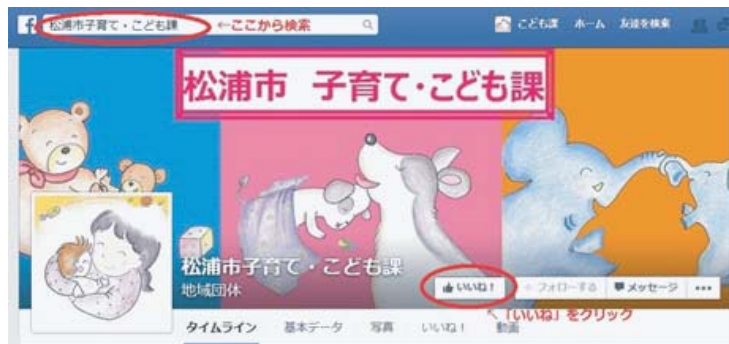 f 松浦市子育て・こども課 ←ここから検索 こども課 ホーム 友達を検索
松浦市 子育て・こども課
松浦市子育て・こども課
地域団体
いいね! + フォローする メッセージ •••
↖「いいね」をクリック
タイムライン 基本データ 写真 いいね! 動画